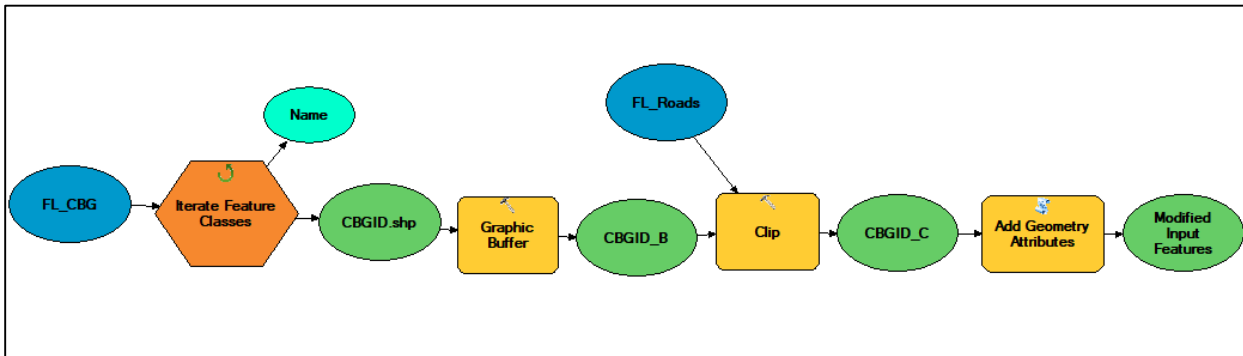 Name
FL_Roads
FL_CBG
Iterate Feature
Classes
CBGID.shp
Graphic
Buffer
CBGID_B
Clip
CBGID_C
Add Geometry
Attributes
Modified
Input
Features